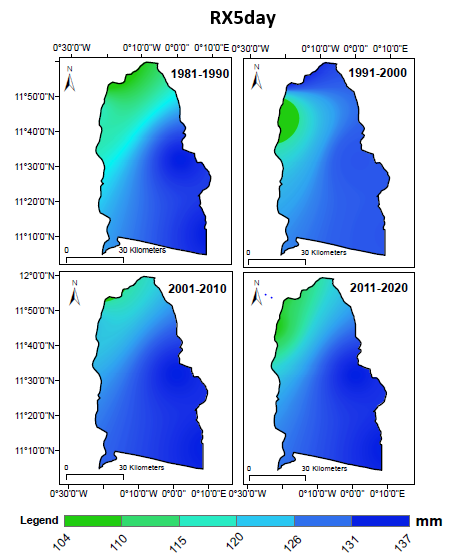 RX5day
0°30'0"W 0°10'0"W 0°0'0" 0°10'0"E 0°30'0"W 0°10'0"W 0°0'0" 0°10'0"E
N
1981-1990
N
1991-2000
11°50'0"N
11°40'0"N
11°30'0"N
11°20'0"N
11°10'0"N
0 30 Kilometers
0 30 Kilometers
12°0'0"N
N
2001-2010
N
2011-2020
11°50'0"N
11°40'0"N
11°30'0"N
11°20'0"N
11°10'0"N
0 30 Kilometers
0 30 Kilometers
0°30'0"W 0°10'0"W 0°0'0" 0°10'0"E 0°30'0"W 0°10'0"W 0°0'0" 0°10'0"E
Legend mm
104 110 115 120 126 131 137